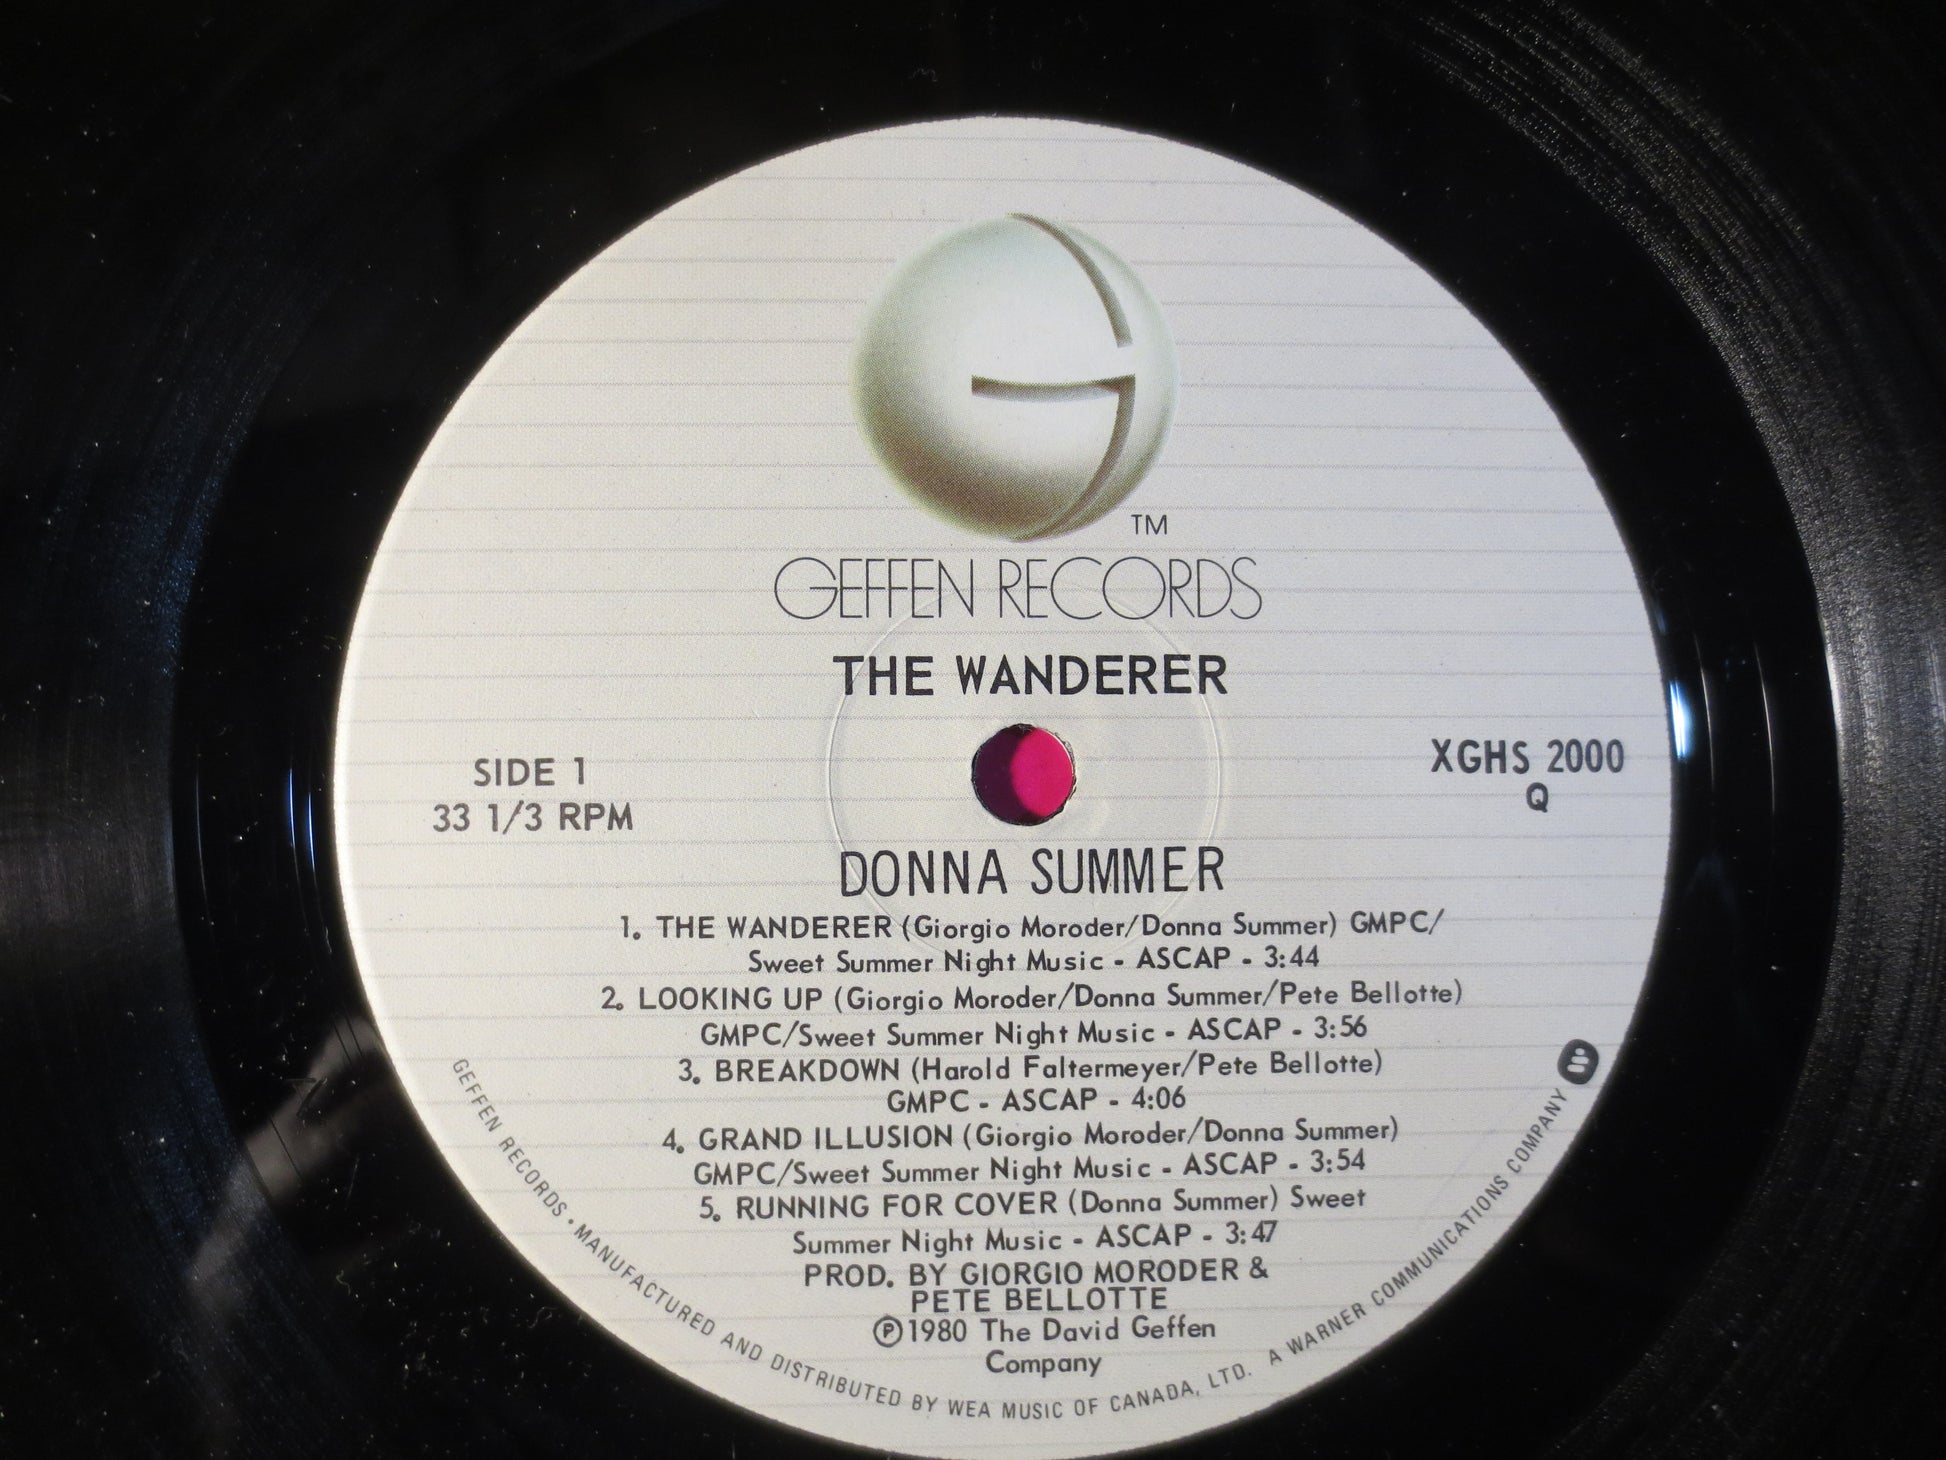 TM
GEFFEN RECORDS
THE WANDERER
SIDE 1
33 1/3 RPM
XGHS 2000
Q
DONNA SUMMER
1. THE WANDERER (Giorgio Moroder/Donna Summer) GMPC/
Sweet Summer Night Music - ASCAP - 3:44
2. LOOKING UP (Giorgio Moroder/Donna Summer/Pete Bellotte)
GMPC/Sweet Summer Night Music - ASCAP - 3:56
3. BREAKDOWN (Harold Faltermeyer/Pete Bellotte)
GMPC - ASCAP - 4:06
4. GRAND ILLUSION (Giorgio Moroder/Donna Summer)
GMPC/Sweet Summer Night Music - ASCAP - 3:54
5. RUNNING FOR COVER (Donna Summer) Sweet
Summer Night Music - ASCAP - 3:47
PROD. BY GIORGIO MORODER &
PETE BELLOTTE
℗1980 The David Geffen
Company
GEFFEN RECORDS • MANUFACTURED AND DISTRIBUTED BY WEA MUSIC OF CANADA, LTD. A WARNER COMMUNICATIONS COMPANY